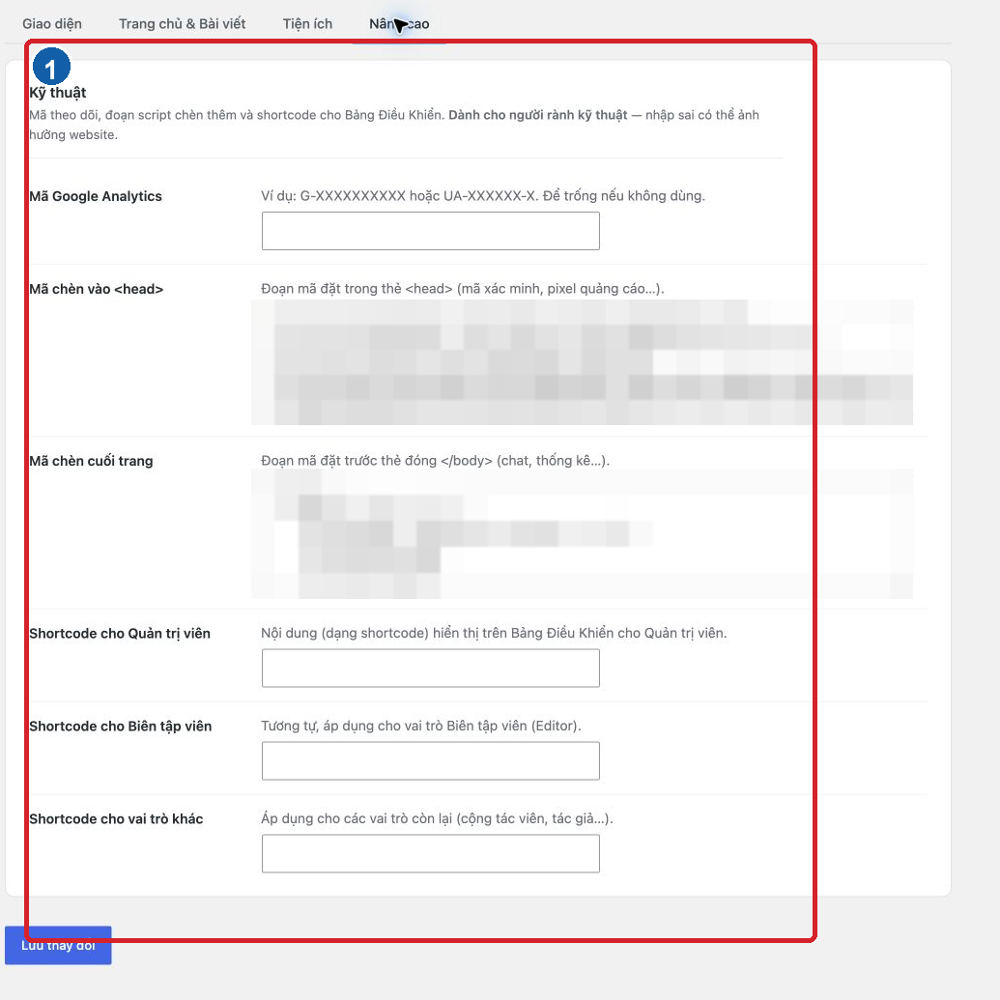 Giao diện Trang chủ & Bài viết Tiện ích Nâng cao
1
Kỹ thuật
Mã theo dõi, đoạn script chèn thêm và shortcode cho Bảng Điều Khiển. Dành cho người rành kỹ thuật — nhập sai có thể ảnh
hưởng website.
Mã Google Analytics
Ví dụ: G-XXXXXXXXXX hoặc UA-XXXXXX-X. Để trống nếu không dùng.
Mã chèn vào <head>
Đoạn mã đặt trong thẻ <head> (mã xác minh, pixel quảng cáo...).
Mã chèn cuối trang
Đoạn mã đặt trước thẻ đóng </body> (chat, thống kê...).
Shortcode cho Quản trị viên
Nội dung (dạng shortcode) hiển thị trên Bảng Điều Khiển cho Quản trị viên.
Shortcode cho Biên tập viên
Tương tự, áp dụng cho vai trò Biên tập viên (Editor).
Shortcode cho vai trò khác
Áp dụng cho các vai trò còn lại (cộng tác viên, tác giả...).
Lưu thay đổi